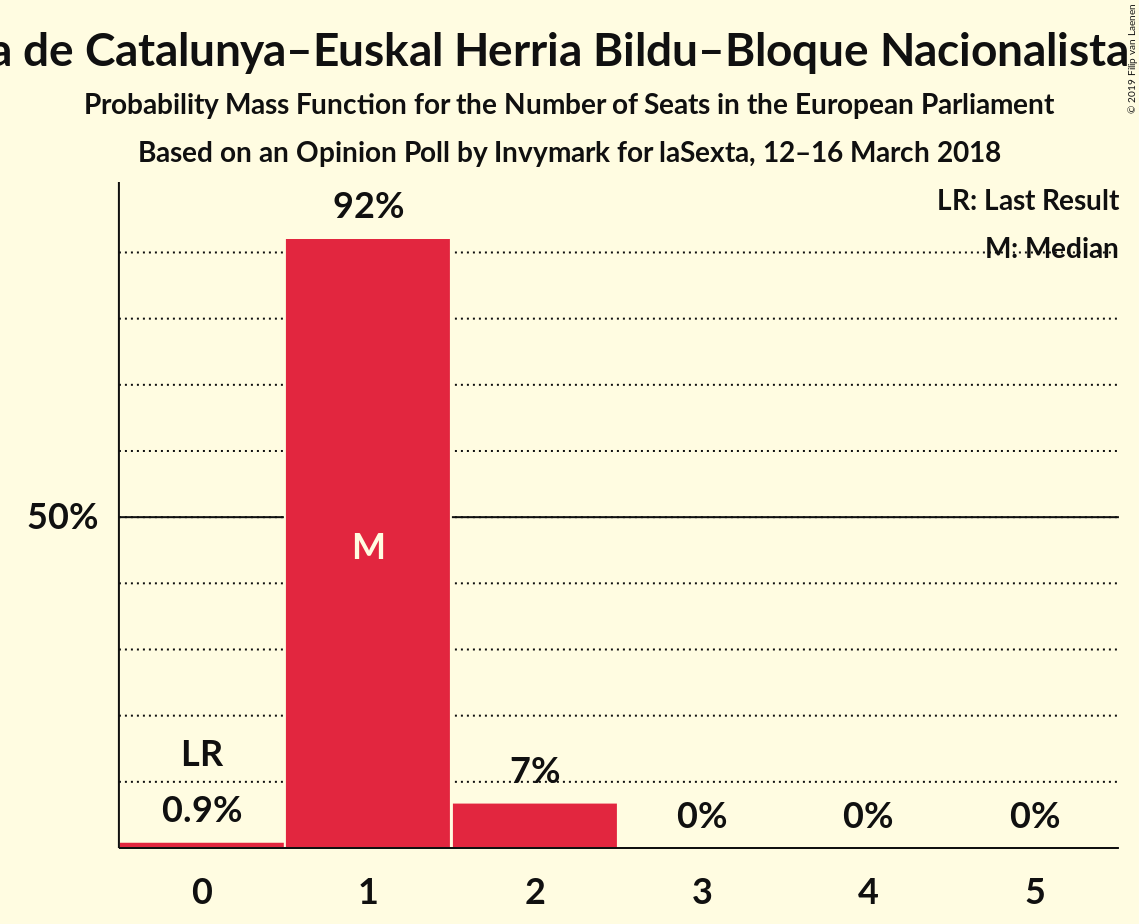 a de Catalunya–Euskal Herria Bildu–Bloque Nacionalista
© 2019 Filip van Laenen
Probability Mass Function for the Number of Seats in the European Parliament
Based on an Opinion Poll by Invymark for laSexta, 12–16 March 2018
LR: Last Result
M: Median
92%
50%
M
LR
0.9%
7%
0%
0%
0%
0 1 2 3 4 5